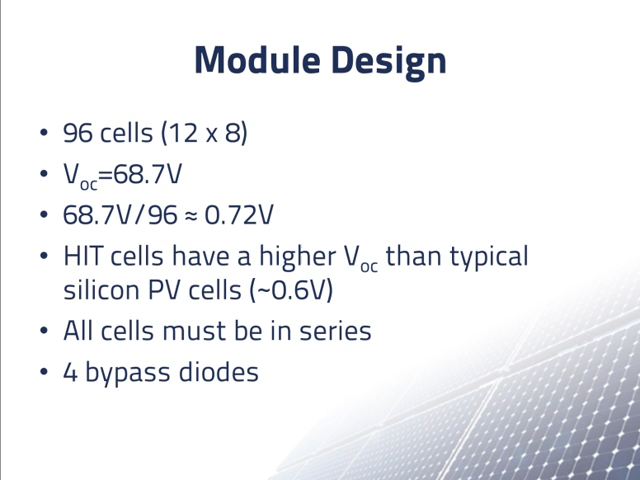 Module Design
• 96 cells (12 x 8)
• Voc=68.7V
• 68.7V/96 ≈ 0.72V
• HIT cells have a higher Voc than typical
silicon PV cells (~0.6V)
• All cells must be in series
• 4 bypass diodes